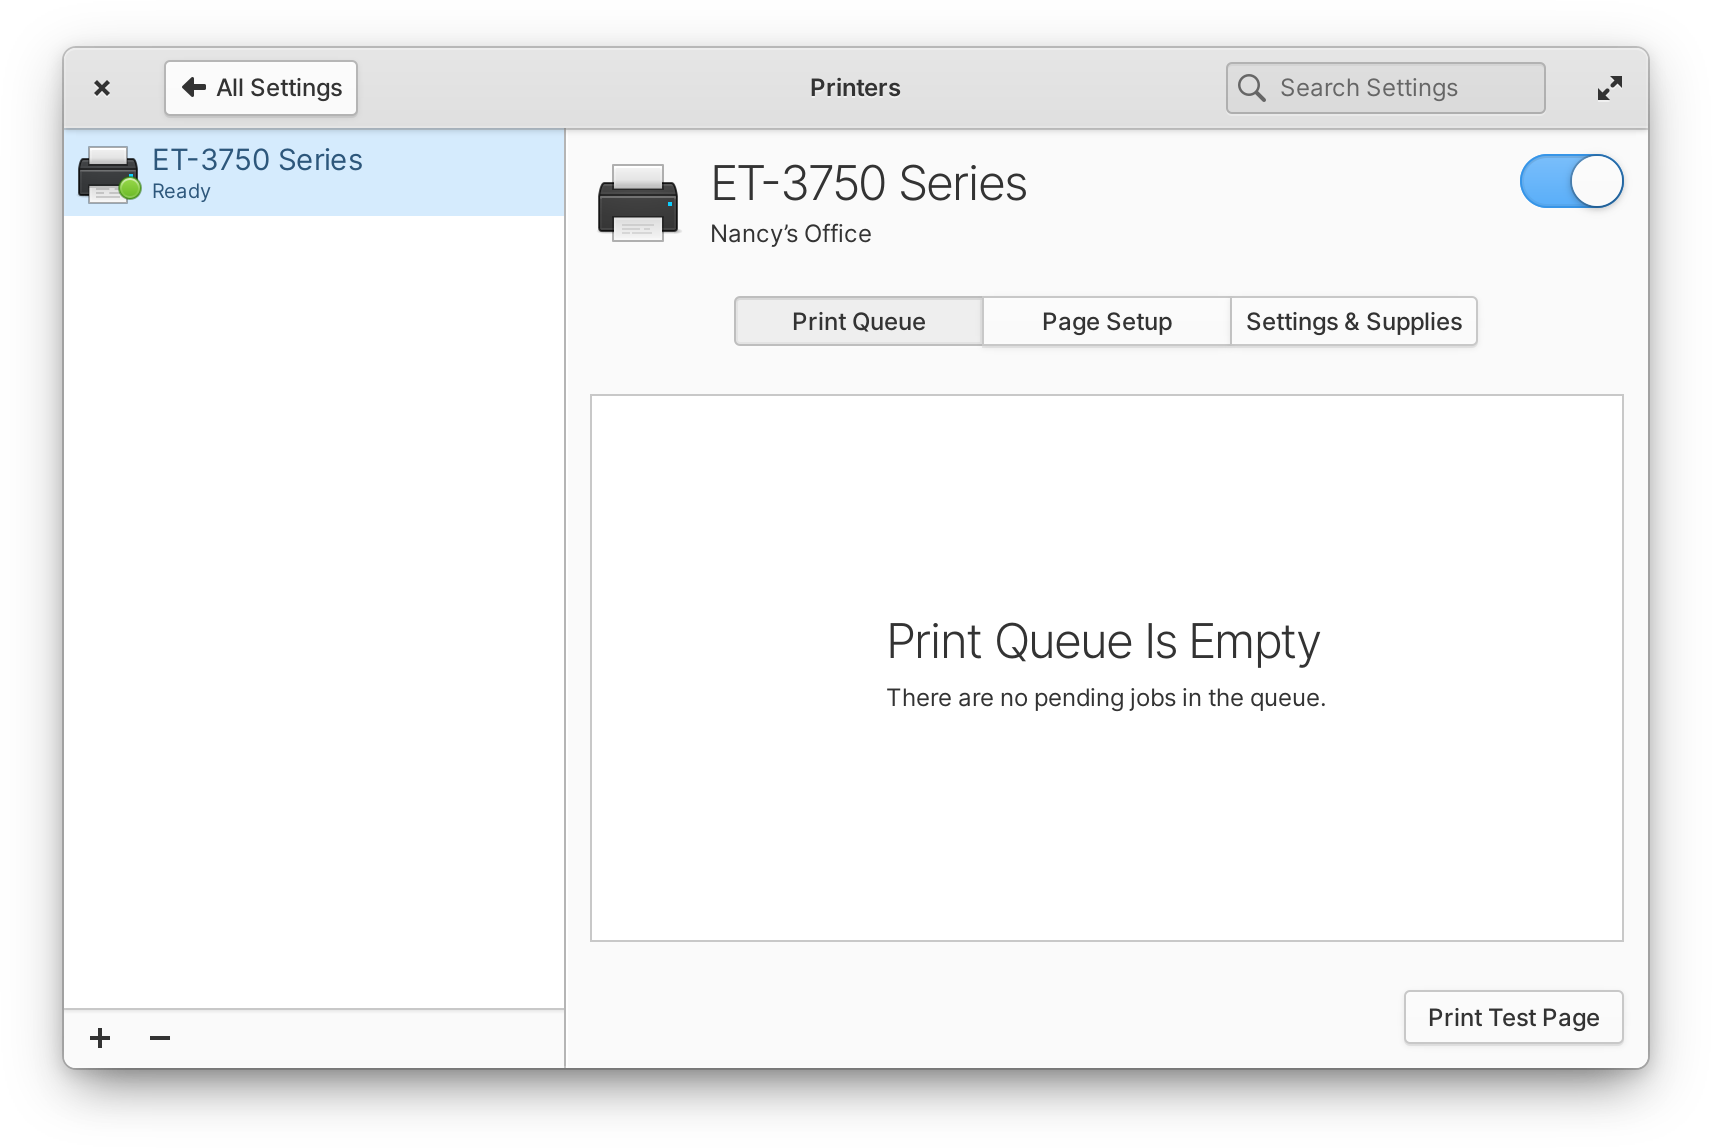 All Settings
Printers
Search Settings
ET-3750 Series
Ready
ET-3750 Series
Nancy’s Office
Print Queue
Page Setup
Settings & Supplies
Print Queue Is Empty
There are no pending jobs in the queue.
Print Test Page